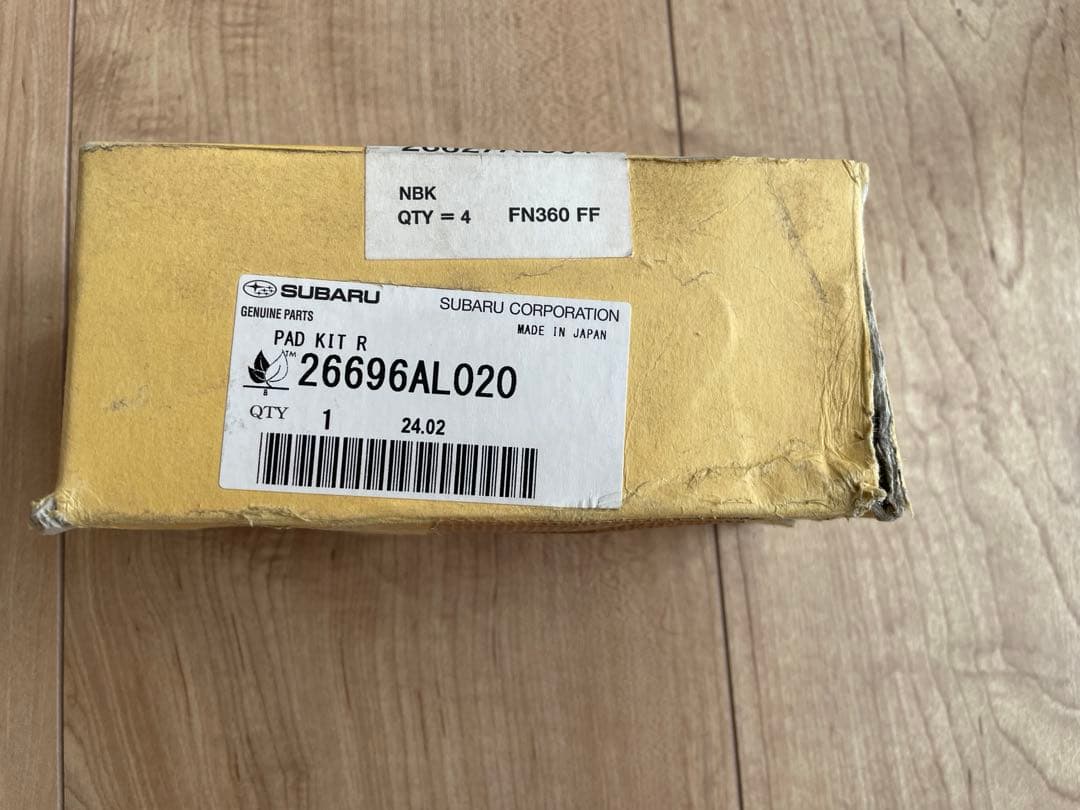 NBK
QTY = 4 FN360 FF
SUBARU
SUBARU CORPORATION
GENUINE PARTS
MADE IN JAPAN
PAD KIT R
TM
26696AL020
QTY 1 24.02